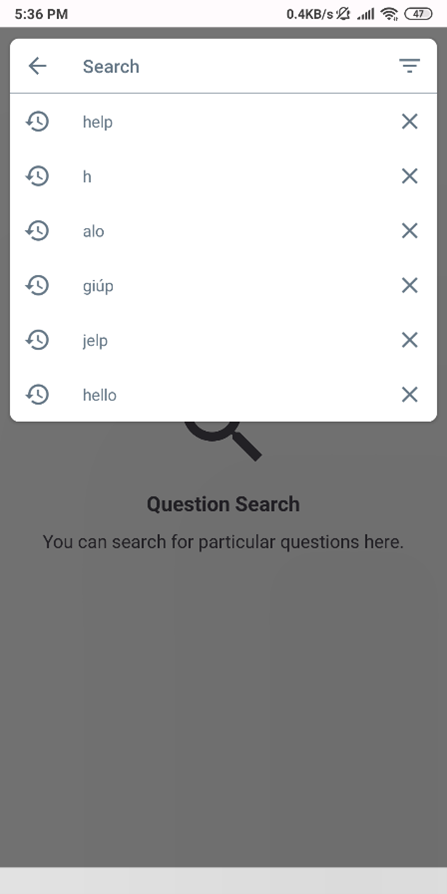 5:36 PM 0.4KB/s 47
Search
help
h
alo
giúp
jelp
hello
Question Search
You can search for particular questions here.